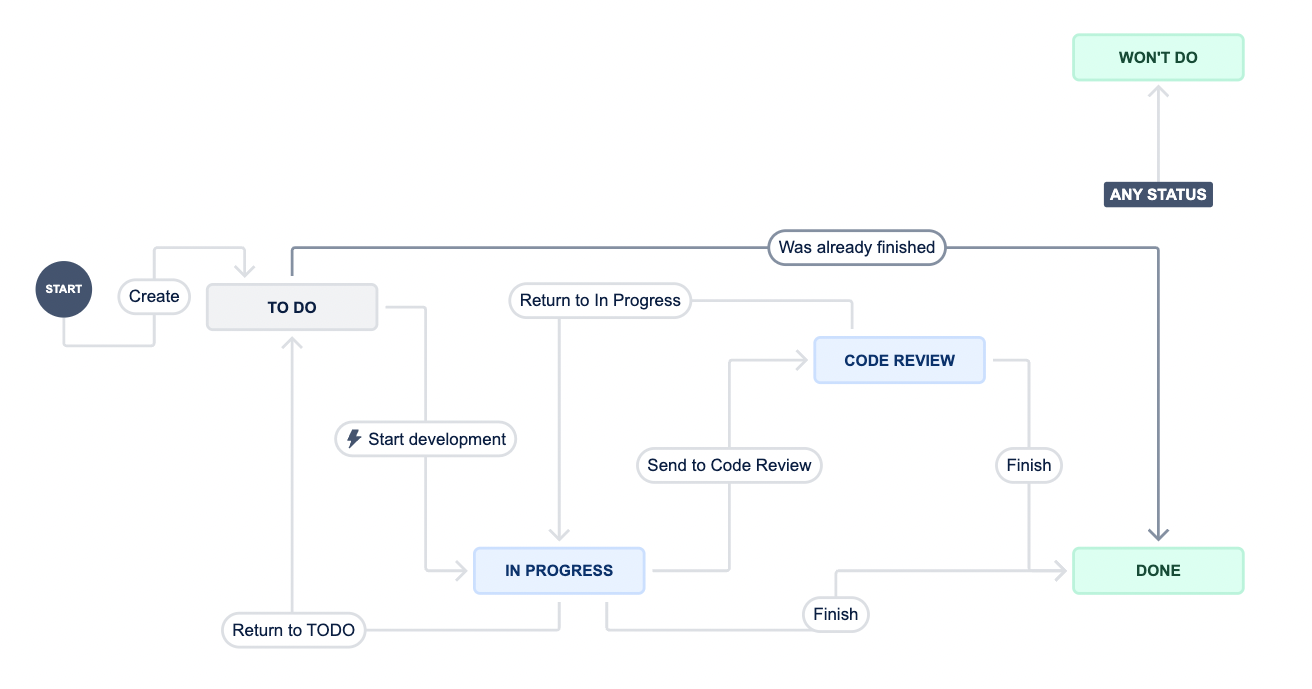 WON'T DO
ANY STATUS
Was already finished
START
Create
TO DO
Return to In Progress
CODE REVIEW
Start development
Send to Code Review
Finish
IN PROGRESS
DONE
Finish
Return to TODO